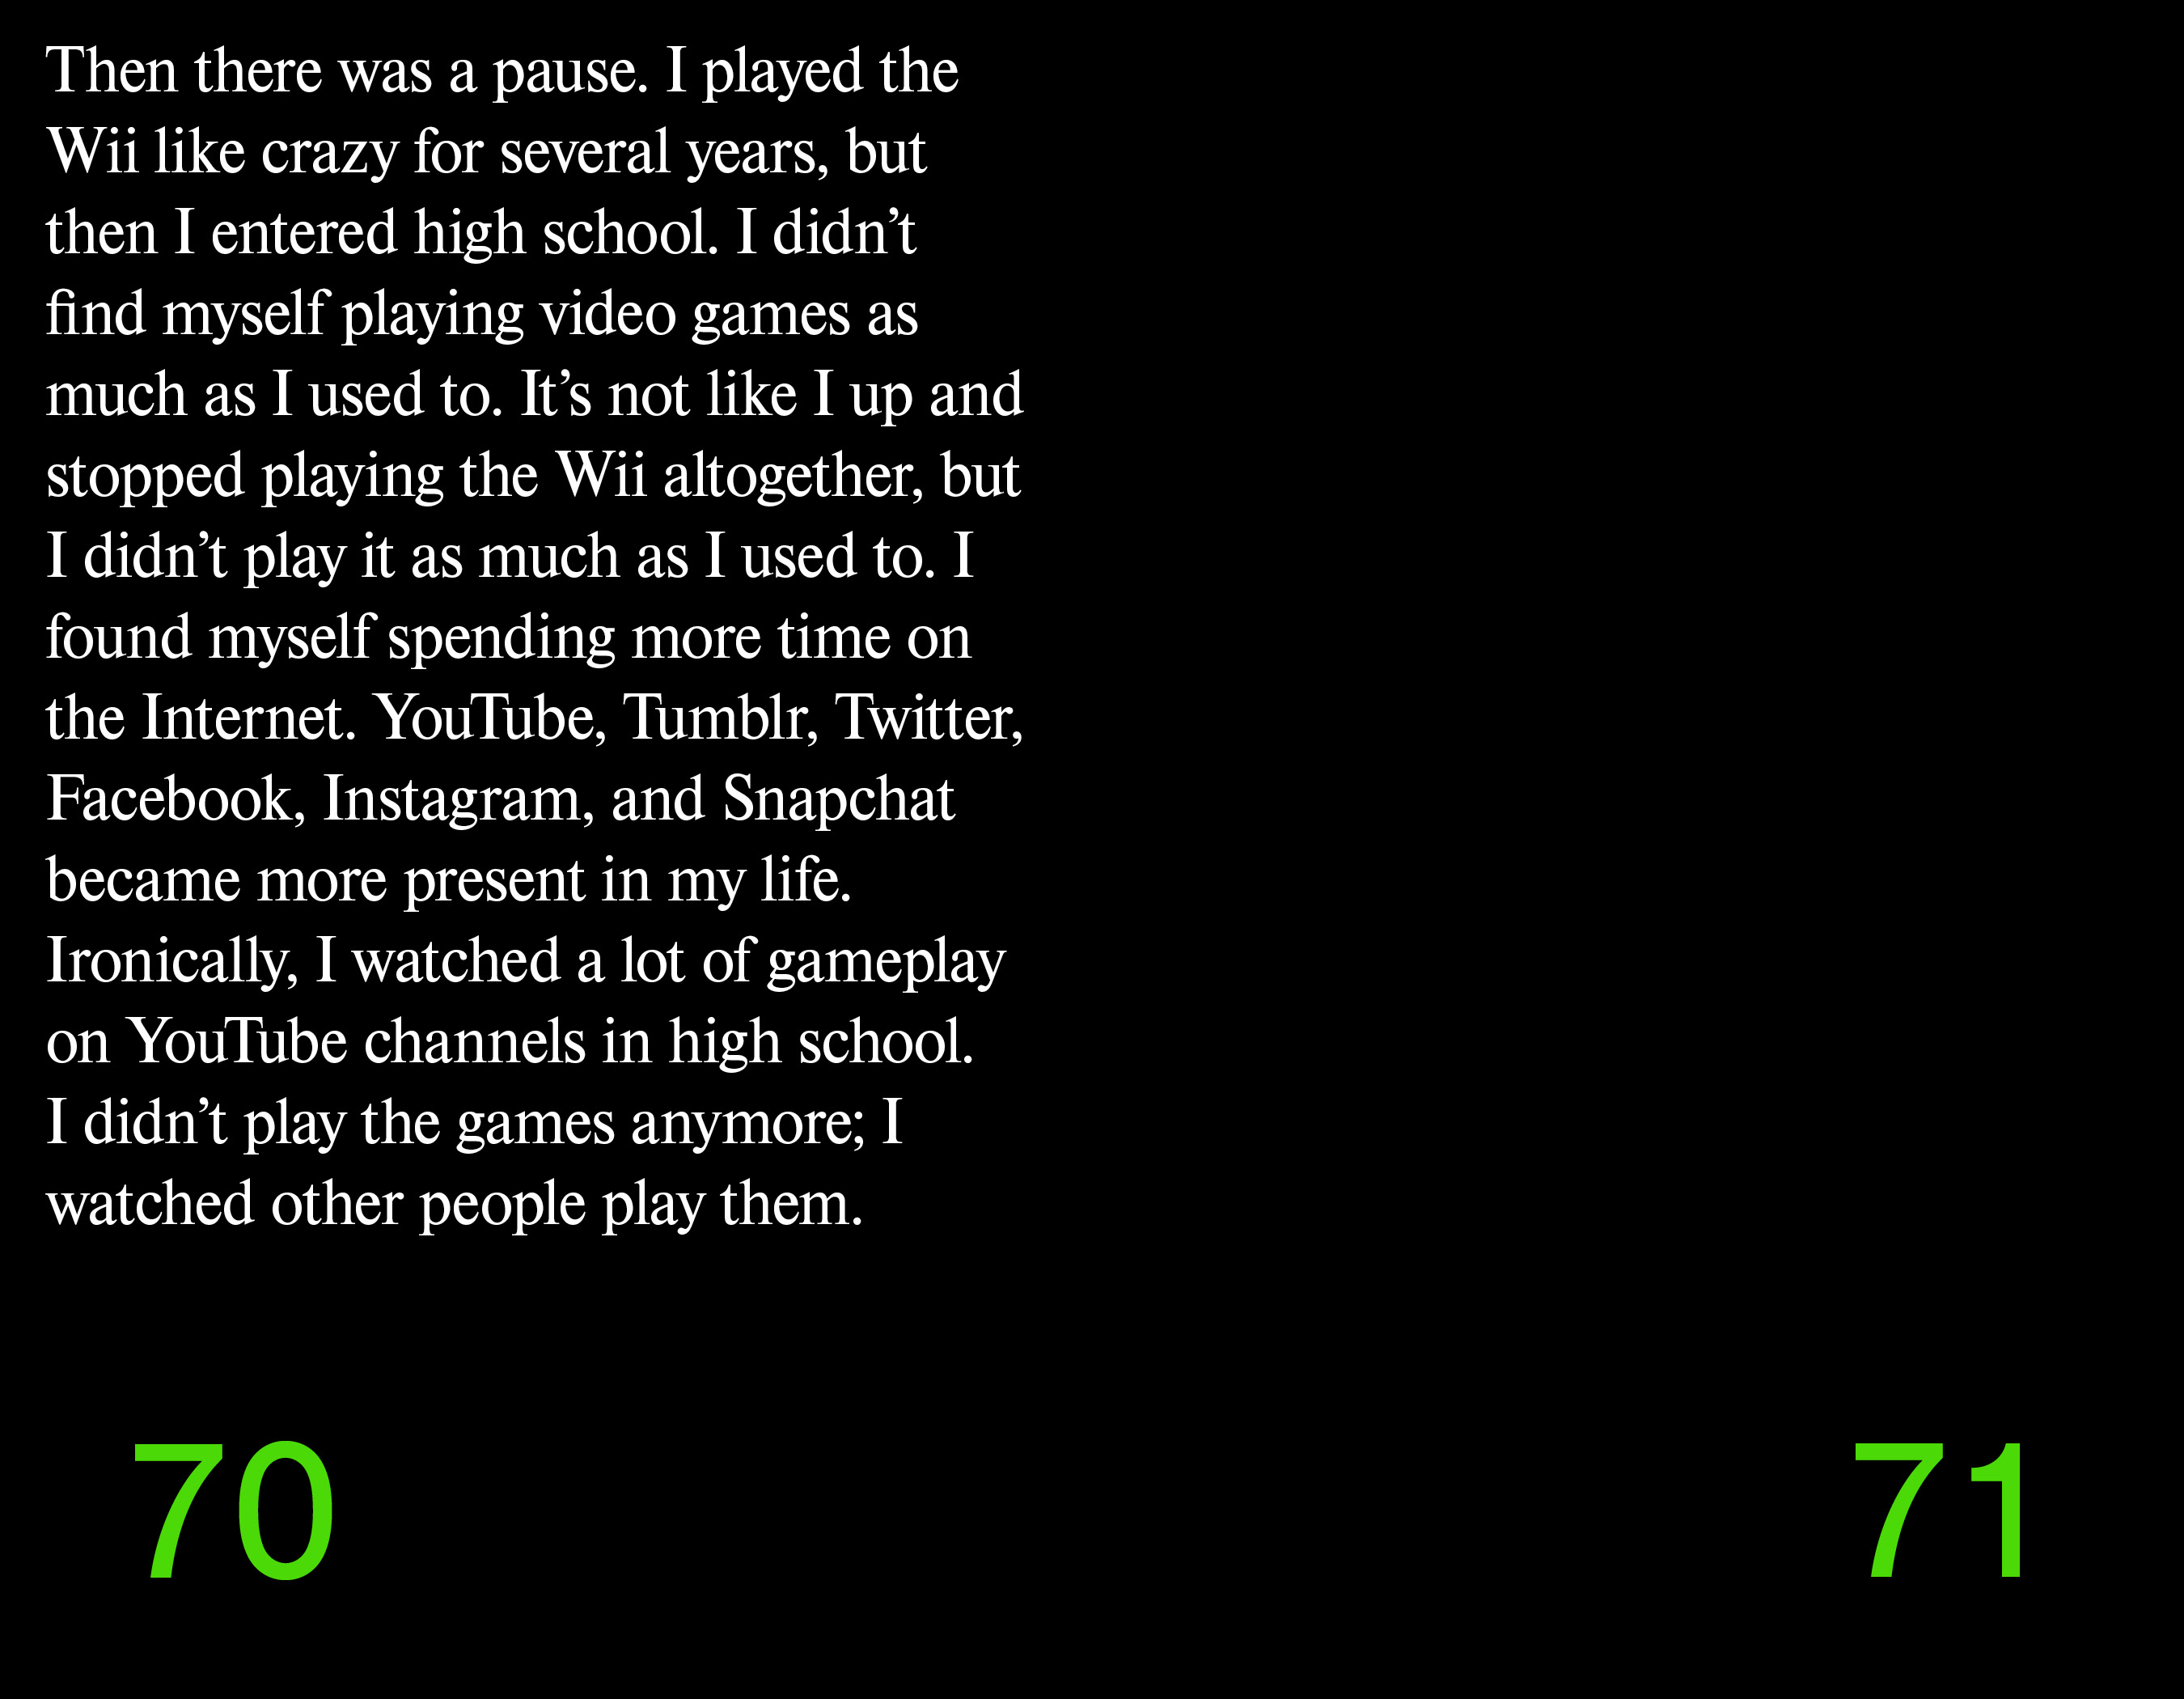 Then there was a pause. I played the
Wii like crazy for several years, but
then I entered high school. I didn’t
find myself playing video games as
much as I used to. It’s not like I up and
stopped playing the Wii altogether, but
I didn’t play it as much as I used to. I
found myself spending more time on
the Internet. YouTube, Tumblr, Twitter,
Facebook, Instagram, and Snapchat
became more present in my life.
Ironically, I watched a lot of gameplay
on YouTube channels in high school.
I didn’t play the games anymore; I
watched other people play them.
70
71